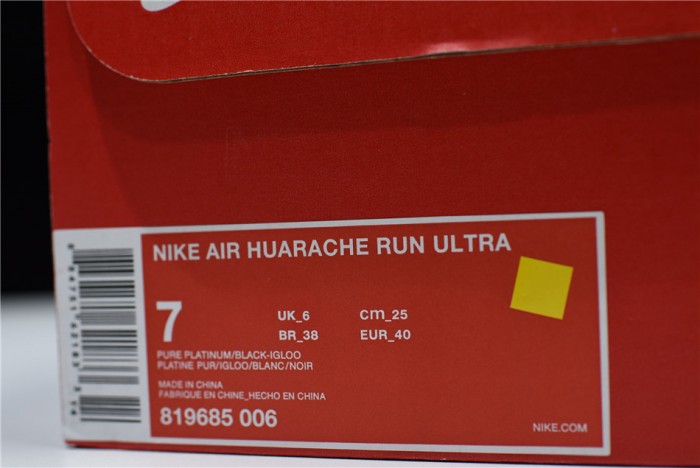 NIKE AIR HUARACHE RUN ULTRA
7
UK_6 Cm_25
BR_38 EUR_40
PURE PLATINUM/BLACK-IGLOO
PLATINE PUR/IGLOO/BLANC/NOIR
MADE IN CHINA
FABRIQUE EN CHINE_HECHO EN CHINA
819685 006
NIKE.COM